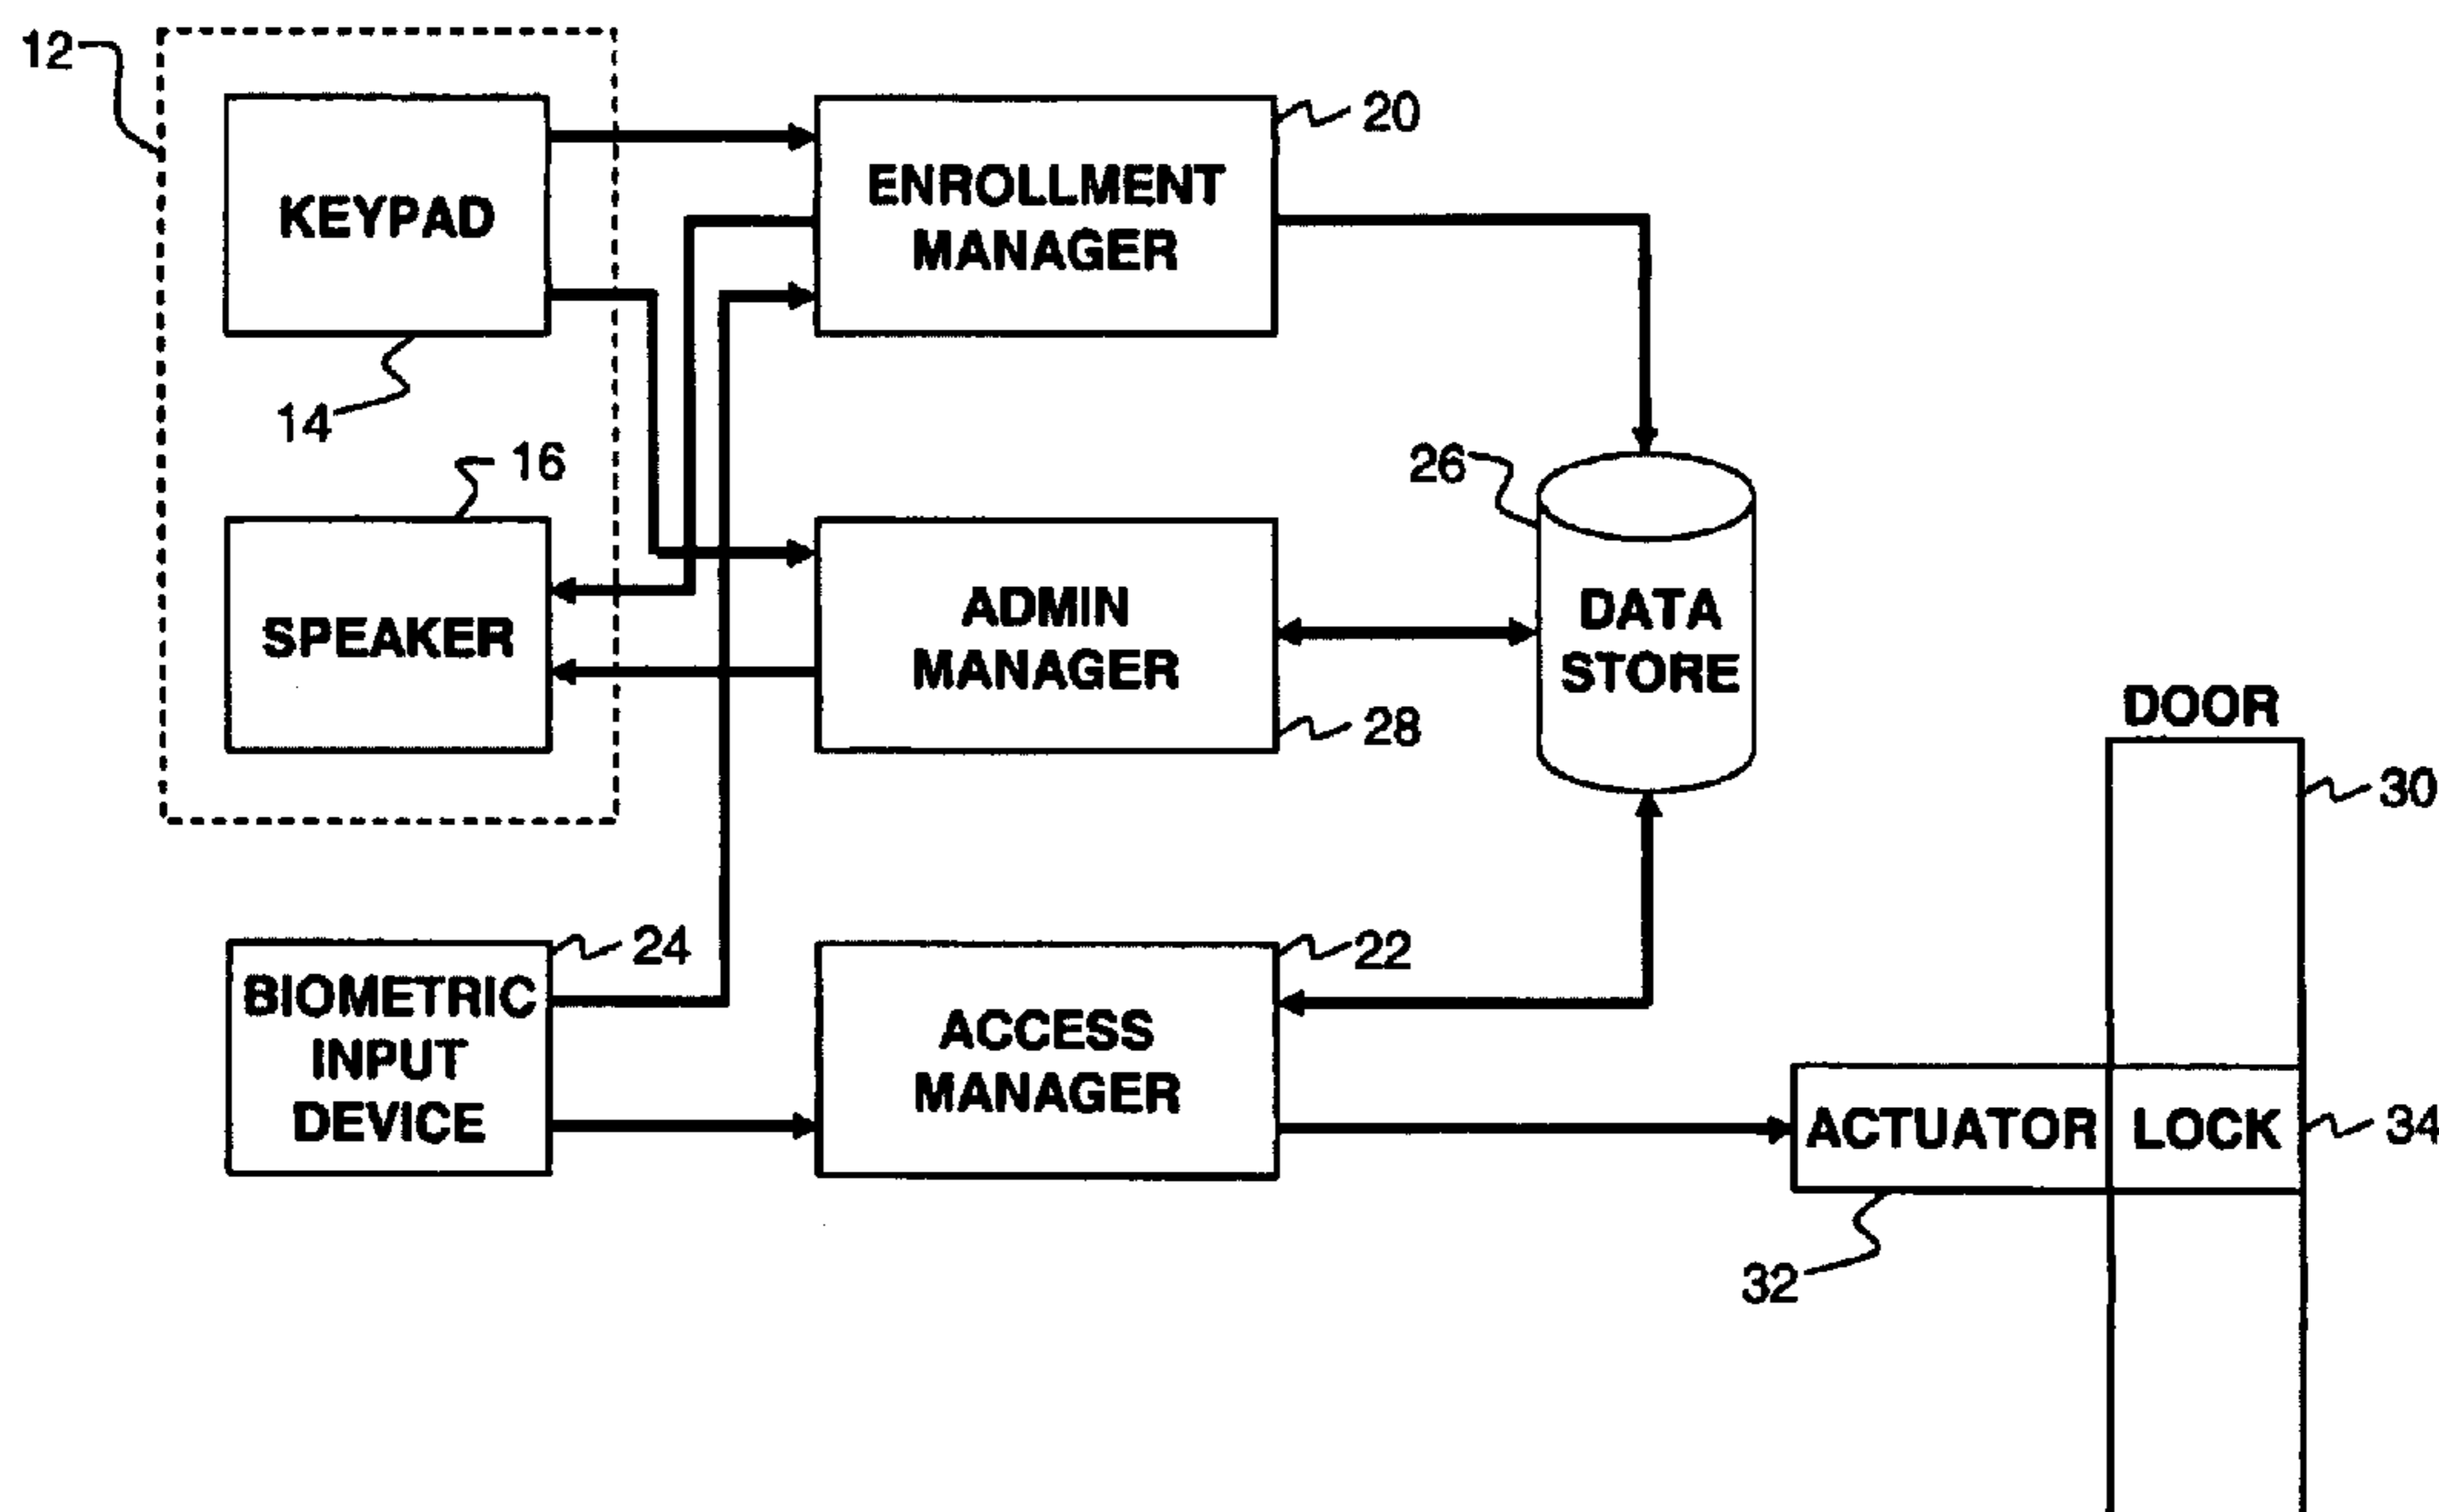 12
KEYPAD
14
ENROLLMENT
MANAGER
20
16
SPEAKER
ADMIN
MANAGER
28
26
DATA
STORE
DOOR
30
24
BIOMETRIC
INPUT
DEVICE
22
ACCESS
MANAGER
ACTUATOR
LOCK
34
32